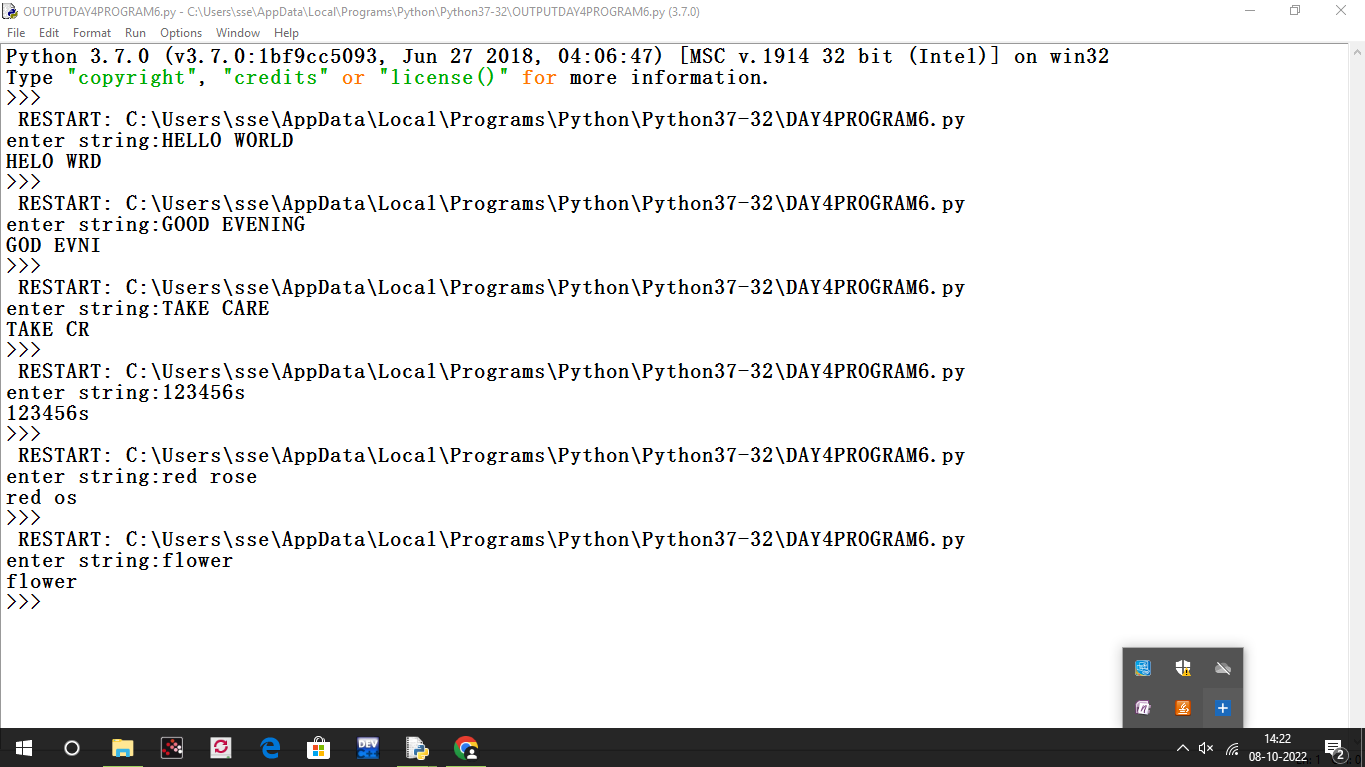 OUTPUTDAY4PROGRAM6.py - C:\Users\sse\AppData\Local\Programs\Python\Python37-32\OUTPUTDAY4PROGRAM6.py (3.7.0)
File Edit Format Run Options Window Help
Python 3.7.0 (v3.7.0:1bf9cc5093, Jun 27 2018, 04:06:47) [MSC v.1914 32 bit (Intel)] on win32
Type "copyright", "credits" or "license()" for more information.
>>>
 RESTART: C:\Users\sse\AppData\Local\Programs\Python\Python37-32\DAY4PROGRAM6.py
enter string:HELLO WORLD
HELO WRD
>>>
 RESTART: C:\Users\sse\AppData\Local\Programs\Python\Python37-32\DAY4PROGRAM6.py
enter string:GOOD EVENING
GOD EVNI
>>>
 RESTART: C:\Users\sse\AppData\Local\Programs\Python\Python37-32\DAY4PROGRAM6.py
enter string:TAKE CARE
TAKE CR
>>>
 RESTART: C:\Users\sse\AppData\Local\Programs\Python\Python37-32\DAY4PROGRAM6.py
enter string:123456s
123456s
>>>
 RESTART: C:\Users\sse\AppData\Local\Programs\Python\Python37-32\DAY4PROGRAM6.py
enter string:red rose
red os
>>>
 RESTART: C:\Users\sse\AppData\Local\Programs\Python\Python37-32\DAY4PROGRAM6.py
enter string:flower
flower
>>>
DEV
14:22
08-10-2022
2